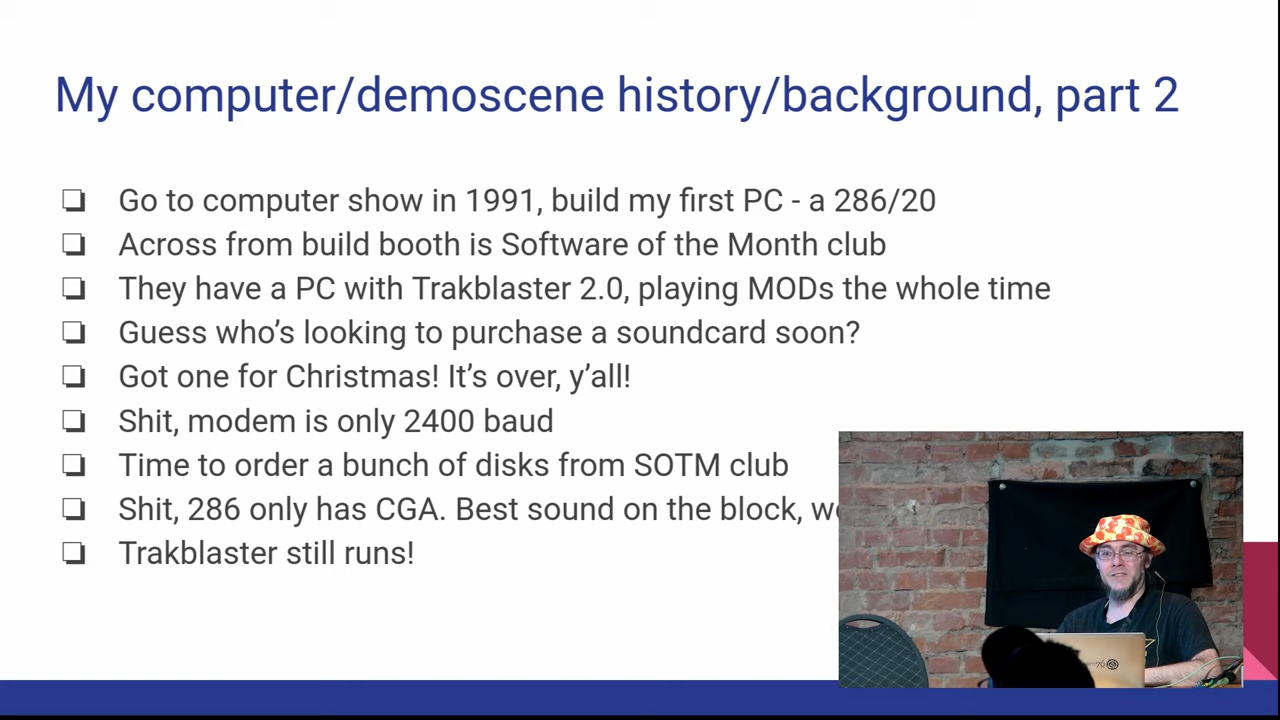 My computer/demoscene history/background, part 2
❏ Go to computer show in 1991, build my first PC - a 286/20
❏ Across from build booth is Software of the Month club
❏ They have a PC with Trakblaster 2.0, playing MODs the whole time
❏ Guess who’s looking to purchase a soundcard soon?
❏ Got one for Christmas! It’s over, y’all!
❏ Shit, modem is only 2400 baud
❏ Time to order a bunch of disks from SOTM club
❏ Shit, 286 only has CGA. Best sound on the block,
❏ Trakblaster still runs!